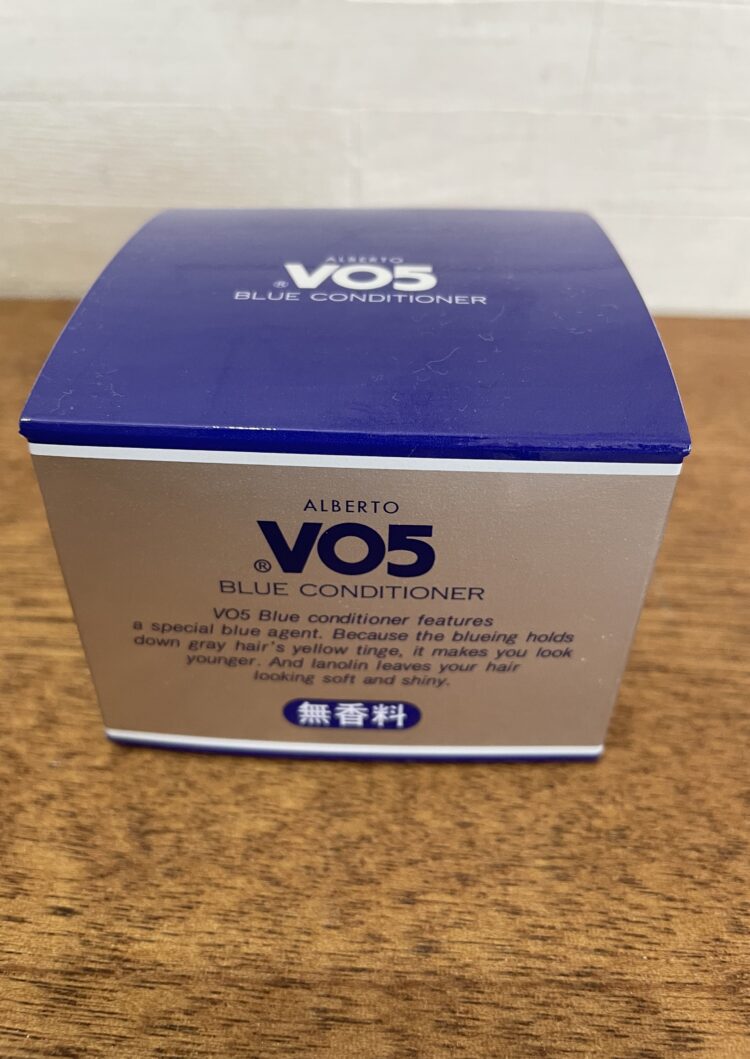 ALBERTO
®VO5
BLUE CONDITIONER
ALBERTO
®VO5
BLUE CONDITIONER
VO5 Blue conditioner features
a special blue agent. Because the blueing holds
down gray hair's yellow tinge, it makes you look
younger. And lanolin leaves your hair
looking soft and shiny.
無香料